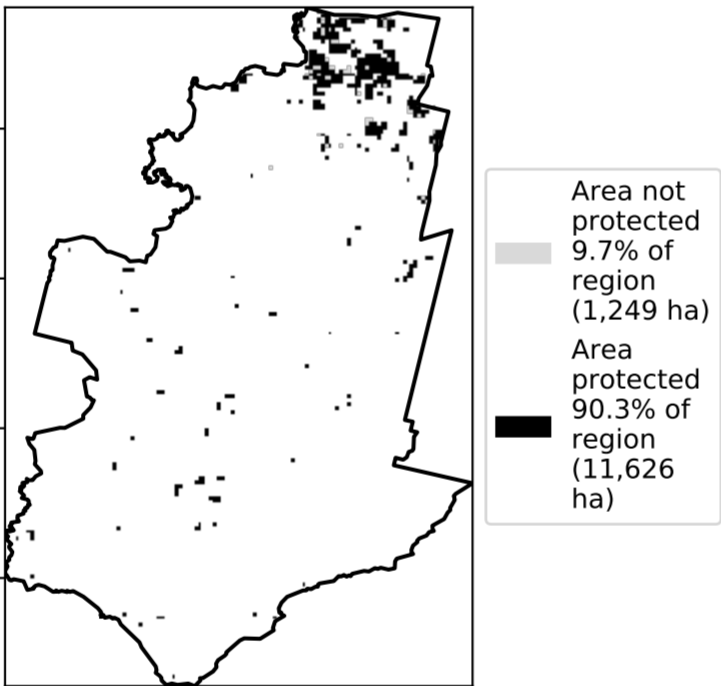 Area not
protected
9.7% of
region
(1,249 ha)
Area
protected
90.3% of
region
(11,626
ha)